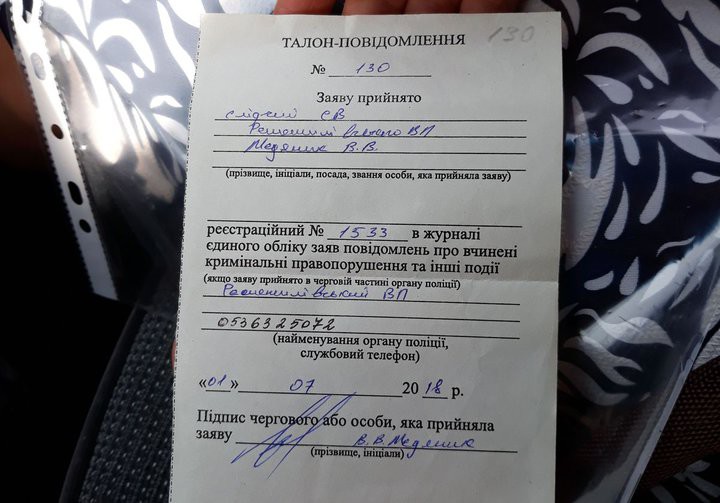 ТАЛОН-ПОВІДОМЛЕННЯ
130
№ 130
Заяву прийнято
слідчий СВ
ВП
Медяник В.В.
(прізвище, ініціали, посада, звання особи, яка прийняла заяву)
реєстраційний № 1533 в журналі
єдиного обліку заяв повідомлень про вчинені
кримінальні правопорушення та інші події
(якщо заяву прийнято в черговій частині органу поліції)
ВП
0536325072
(найменування органу поліції,
службовий телефон)
«01» 07 2018 р.
Підпис чергового або особи, яка прийняла
заяву В.В.Медяник
(прізвище, ініціали)